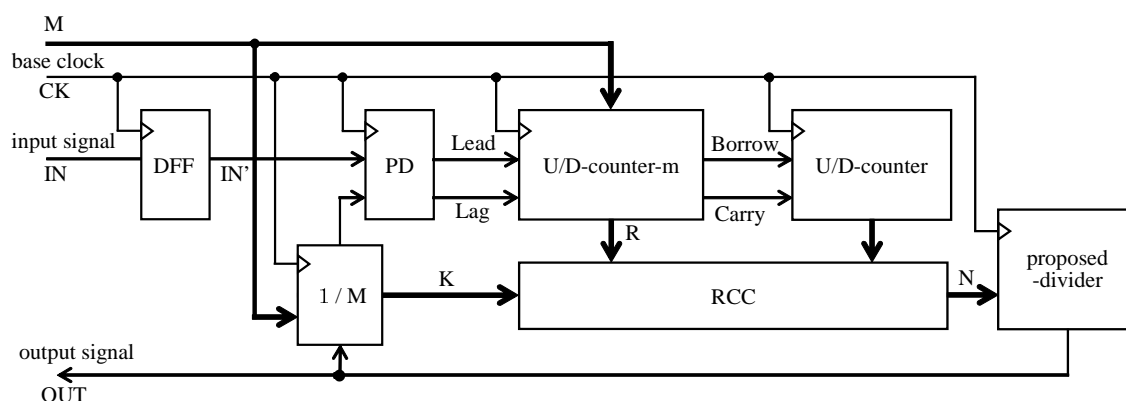 M
base clock
CK
input signal
IN
DFF
IN'
PD
Lead
Lag
U/D-counter-m
Borrow
Carry
U/D-counter
R
1 / M
K
RCC
N
proposed
-divider
output signal
OUT